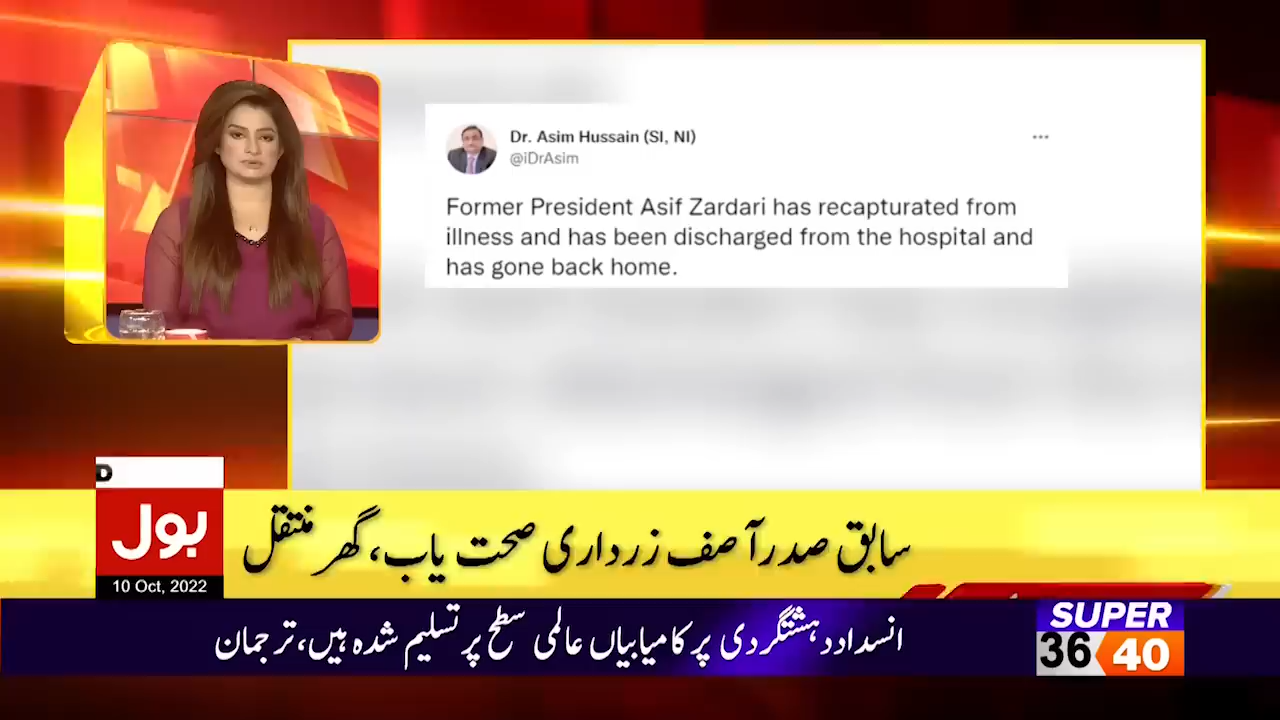 Dr. Asim Hussain (SI, NI)
@iDrAsim
Former President Asif Zardari has recapturated from
illness and has been discharged from the hospital and
has gone back home.
D
بول
10 Oct, 2022
سابق صدر آصف زرداری صحت یاب، گھر منتقل
انسداد دہشتگردی پر کامیابیاں عالمی سطح پر تسلیم شدہ ہیں، ترجمان
SUPER
36 40